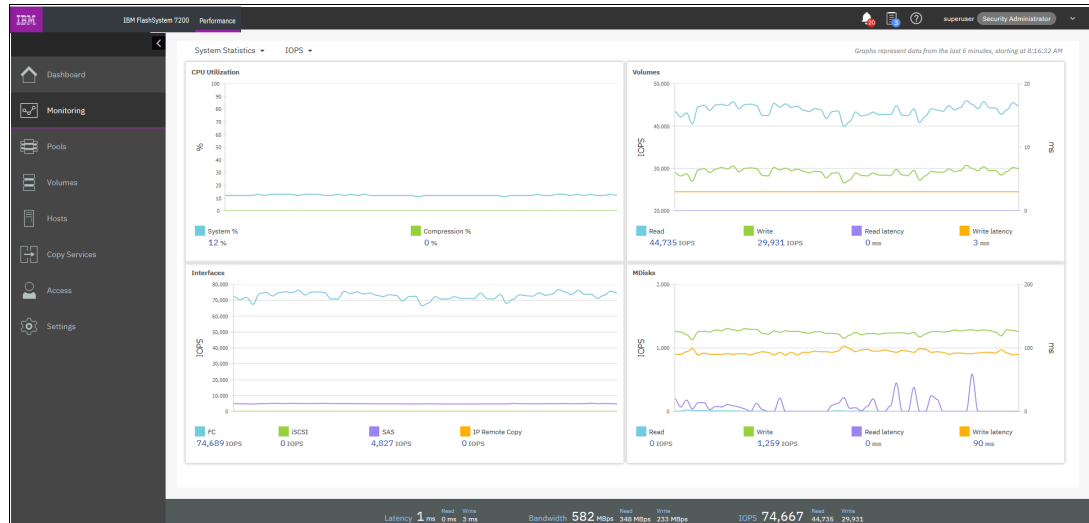 IBM
IBM FlashSystem 7200 Performance
20
3
superuser Security Administrator
Dashboard
Monitoring
Pools
Volumes
Hosts
Copy Services
Access
Settings
System Statistics IOPS
Graphs represent data from the last 6 minutes, starting at 8:16:32 AM
CPU Utilization
100
90
80
70
60
50
40
30
20
10
0
%
System %
12 %
Compression %
0 %
Volumes
50,000
40,000
30,000
20,000
IOPS
20
10
0
ms
Read
44,735 IOPS
Write
29,931 IOPS
Read latency
0 ms
Write latency
3 ms
Interfaces
80,000
70,000
60,000
50,000
40,000
30,000
20,000
10,000
0
IOPS
FC
74,689 IOPS
iSCSI
0 IOPS
SAS
4,827 IOPS
IP Remote Copy
0 IOPS
MDisks
2,000
1,000
0
IOPS
200
100
0
ms
Read
0 IOPS
Write
1,259 IOPS
Read latency
0 ms
Write latency
90 ms
Latency 1 ms Read 0 ms Write 3 ms
Bandwidth 582 MBps Read 348 MBps Write 233 MBps
IOPS 74,667 Read 44,736 Write 29,931